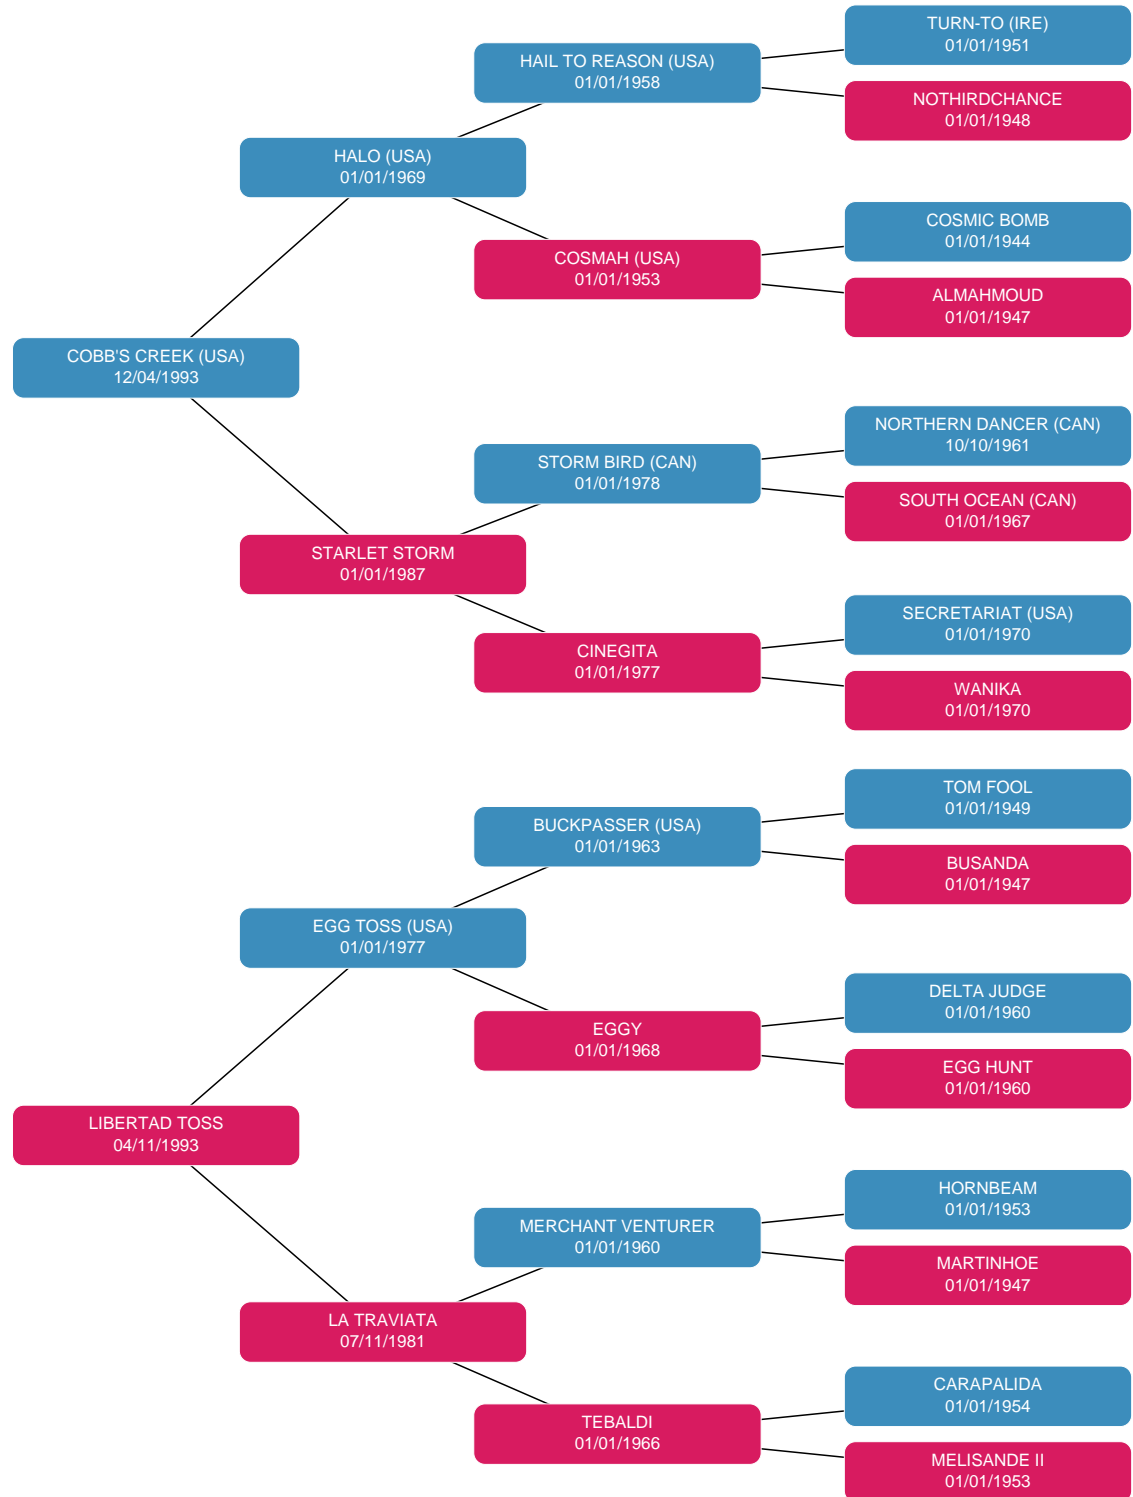 TURN-TO (IRE)
01/01/1951
HAIL TO REASON (USA)
01/01/1958
NOTHIRDCHANCE
01/01/1948
HALO (USA)
01/01/1969
COSMIC BOMB
01/01/1944
COSMAH (USA)
01/01/1953
ALMAHMOUD
01/01/1947
COBB'S CREEK (USA)
12/04/1993
NORTHERN DANCER (CAN)
10/10/1961
STORM BIRD (CAN)
01/01/1978
SOUTH OCEAN (CAN)
01/01/1967
STARLET STORM
01/01/1987
SECRETARIAT (USA)
01/01/1970
CINEGITA
01/01/1977
WANIKA
01/01/1970
TOM FOOL
01/01/1949
BUCKPASSER (USA)
01/01/1963
BUSANDA
01/01/1947
EGG TOSS (USA)
01/01/1977
DELTA JUDGE
01/01/1960
EGGY
01/01/1968
EGG HUNT
01/01/1960
LIBERTAD TOSS
04/11/1993
HORNBEAM
01/01/1953
MERCHANT VENTURER
01/01/1960
MARTINHOE
01/01/1947
LA TRAVIATA
07/11/1981
CARAPALIDA
01/01/1954
TEBALDI
01/01/1966
MELISANDE II
01/01/1953